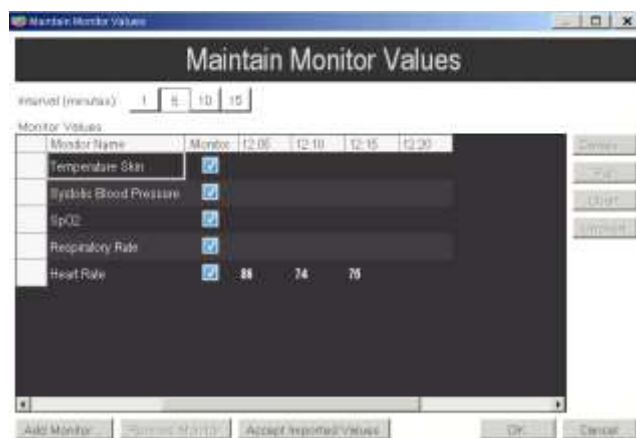 Maintain Monitor Values
Maintain Monitor Values
Interval (minutes) 1 5 10 15
Monitor Values
Monitor Name Monitor 12:05 12:10 12:15 12:20
Temperature Skin
Systolic Blood Pressure
SpO2
Respiratory Rate
Heart Rate 86 74 76
Add Monitor... Remove Monitor Accept Imported Values OK Cancel